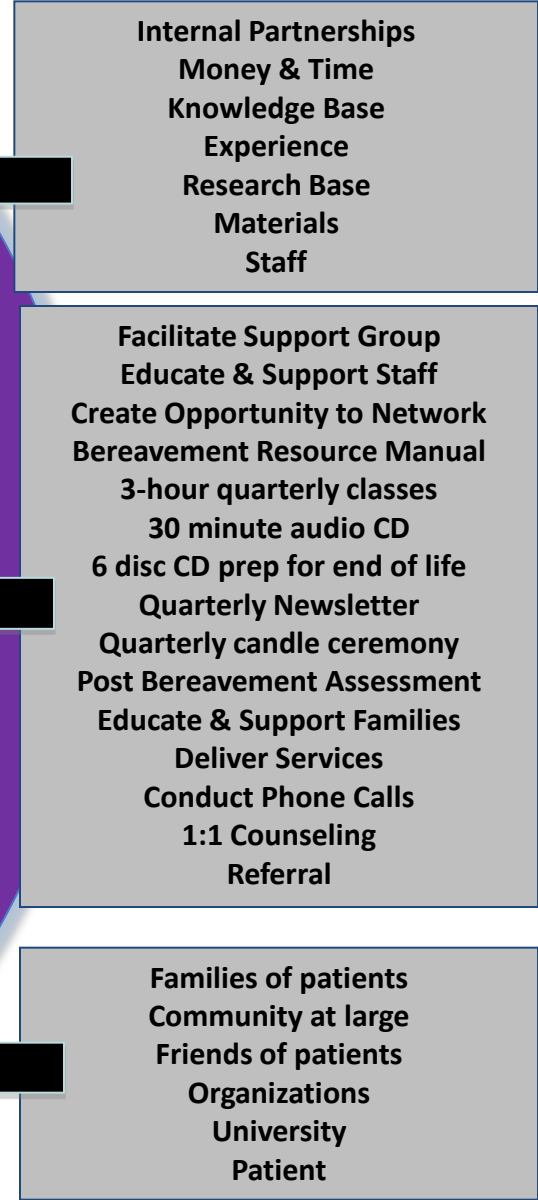 Internal Partnerships
Money & Time
Knowledge Base
Experience
Research Base
Materials
Staff
Facilitate Support Group
Educate & Support Staff
Create Opportunity to Network
Bereavement Resource Manual
3-hour quarterly classes
30 minute audio CD
6 disc CD prep for end of life
Quarterly Newsletter
Quarterly candle ceremony
Post Bereavement Assessment
Educate & Support Families
Deliver Services
Conduct Phone Calls
1:1 Counseling
Referral
Families of patients
Community at large
Friends of patients
Organizations
University
Patient